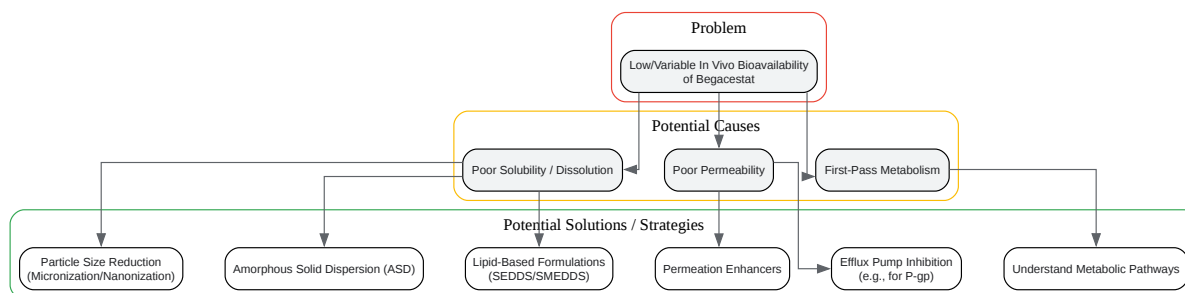 Problem
Low/Variable In Vivo Bioavailability
of Begacestat
Potential Causes
Poor Solubility / Dissolution
Poor Permeability
First-Pass Metabolism
Potential Solutions / Strategies
Particle Size Reduction
(Micronization/Nanonization)
Amorphous Solid Dispersion (ASD)
Lipid-Based Formulations
(SEDDS/SMEDDS)
Permeation Enhancers
Efflux Pump Inhibition
(e.g., for P-gp)
Understand Metabolic Pathways